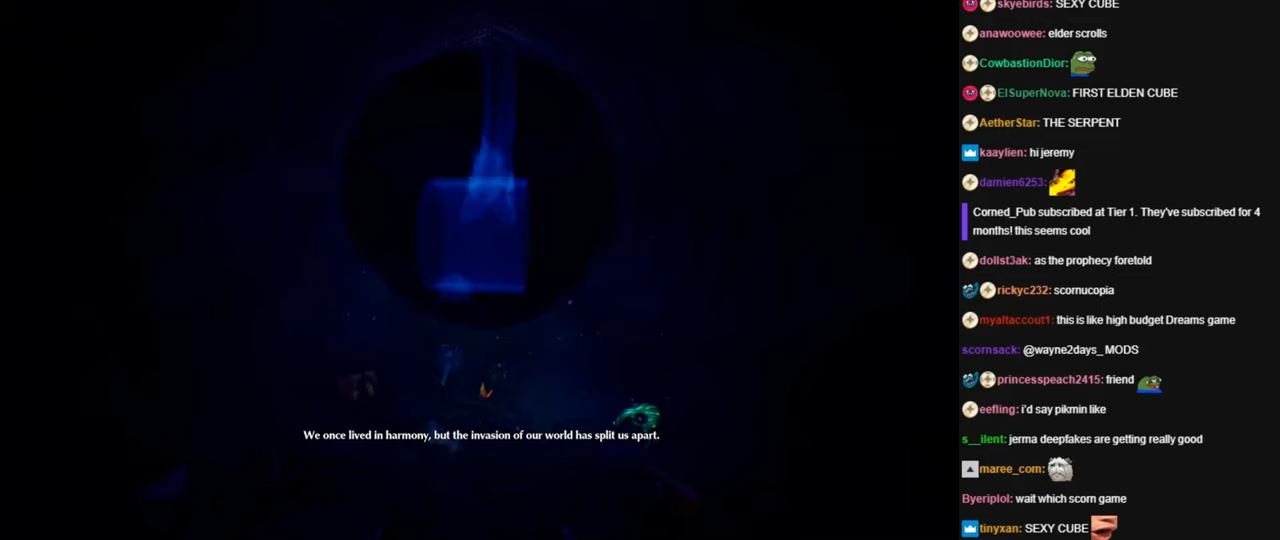 We once lived in harmony, but the invasion of our world has split us apart.
skyebirds: SEXY CUBE
anawoowee: elder scrolls
CowbastionDior:
ElSuperNova: FIRST ELDEN CUBE
AetherStar: THE SERPENT
kaaylien: hi jeremy
damien6253:
Corned_Pub subscribed at Tier 1. They've subscribed for 4
months! this seems cool
dollst3ak: as the prophecy foretold
rickyc232: scornucopia
myaltaccout1: this is like high budget Dreams game
scornsack: @wayne2days_ MODS
princesspeach2415: friend
eefling: i'd say pikmin like
s__ilent: jerma deepfakes are getting really good
maree_com:
Byeriplol: wait which scorn game
tinyxan: SEXY CUBE